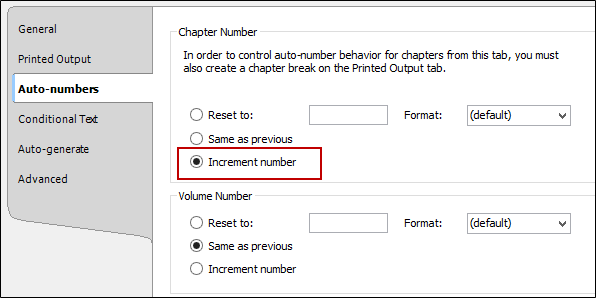 General
Printed Output
Auto-numbers
Conditional Text
Auto-generate
Advanced
Chapter Number
In order to control auto-number behavior for chapters from this tab, you must
also create a chapter break on the Printed Output tab.
Reset to: Format: (default)
Same as previous
Increment number
Volume Number
Reset to: Format: (default)
Same as previous
Increment number